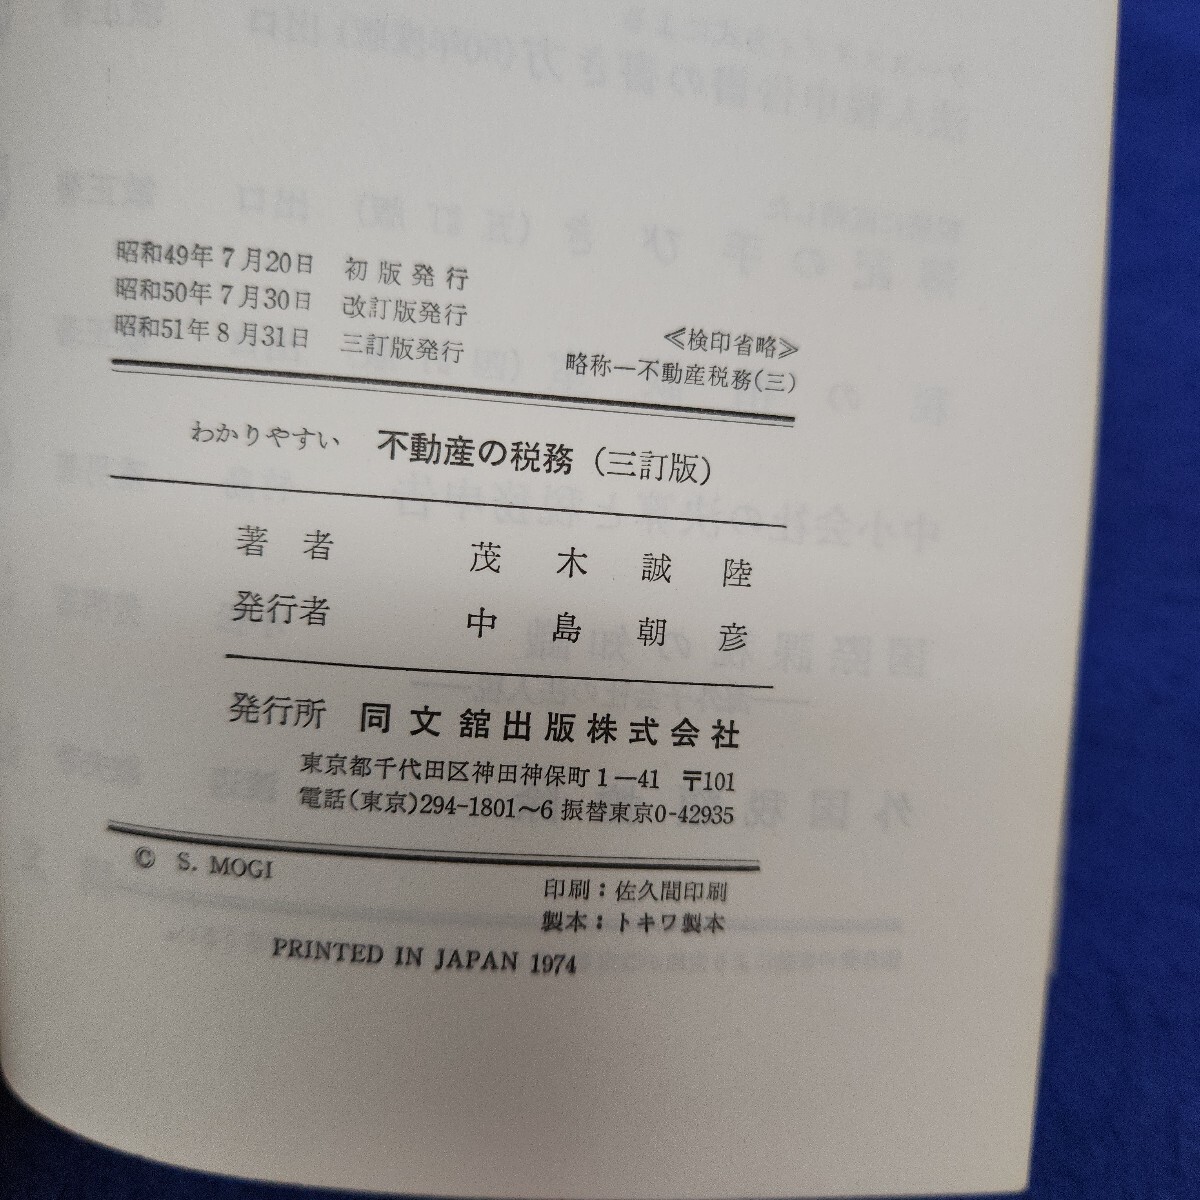 昭和49年7月20日 初版発行
昭和50年7月30日 改訂版発行
昭和51年8月31日 三訂版発行
≪検印省略≫
略称―不動産税務(三)
わかりやすい 不動産の税務(三訂版)
著者 茂木誠陸
発行者 中島朝彦
発行所 同文舘出版株式会社
東京都千代田区神田神保町1―41 〒101
電話(東京)294-1801～6 振替東京0-42935
© S. MOGI
印刷：佐久間印刷
製本：トキワ製本
PRINTED IN JAPAN 1974